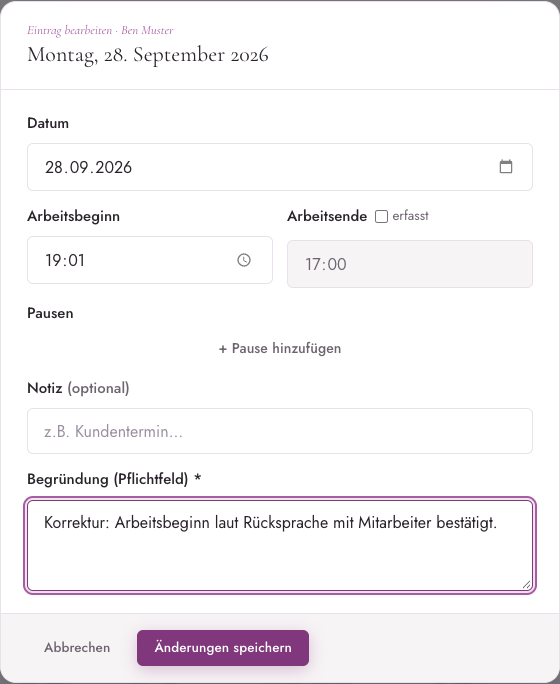 Eintrag bearbeiten · Ben Muster
Montag, 28. September 2026
Datum
28.09.2026
Arbeitsbeginn
Arbeitsende erfasst
19:01
17:00
Pausen
+ Pause hinzufügen
Notiz (optional)
z.B. Kundentermin...
Begründung (Pflichtfeld) *
Korrektur: Arbeitsbeginn laut Rücksprache mit Mitarbeiter bestätigt.
Abbrechen
Änderungen speichern